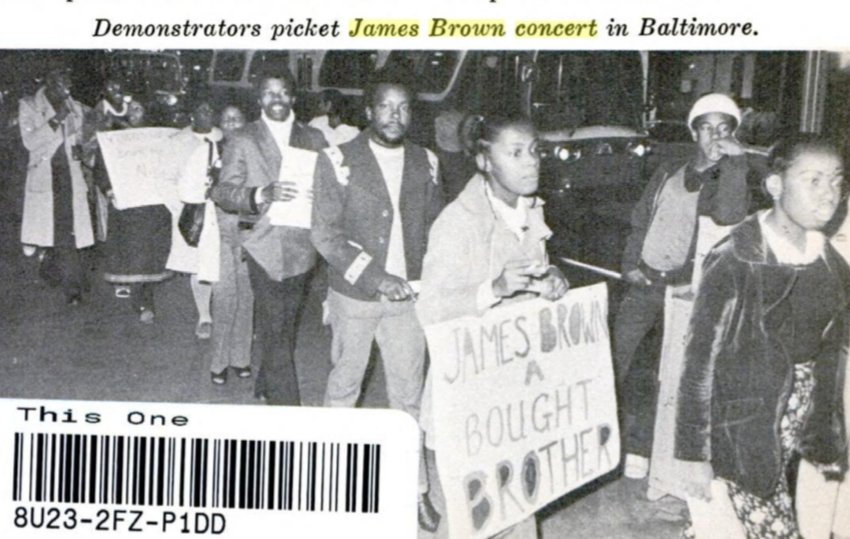 Demonstrators picket James Brown concert in Baltimore.
JAMES BROWN
A
BOUGHT
BROTHER
This One
8U23-2FZ-P1DD